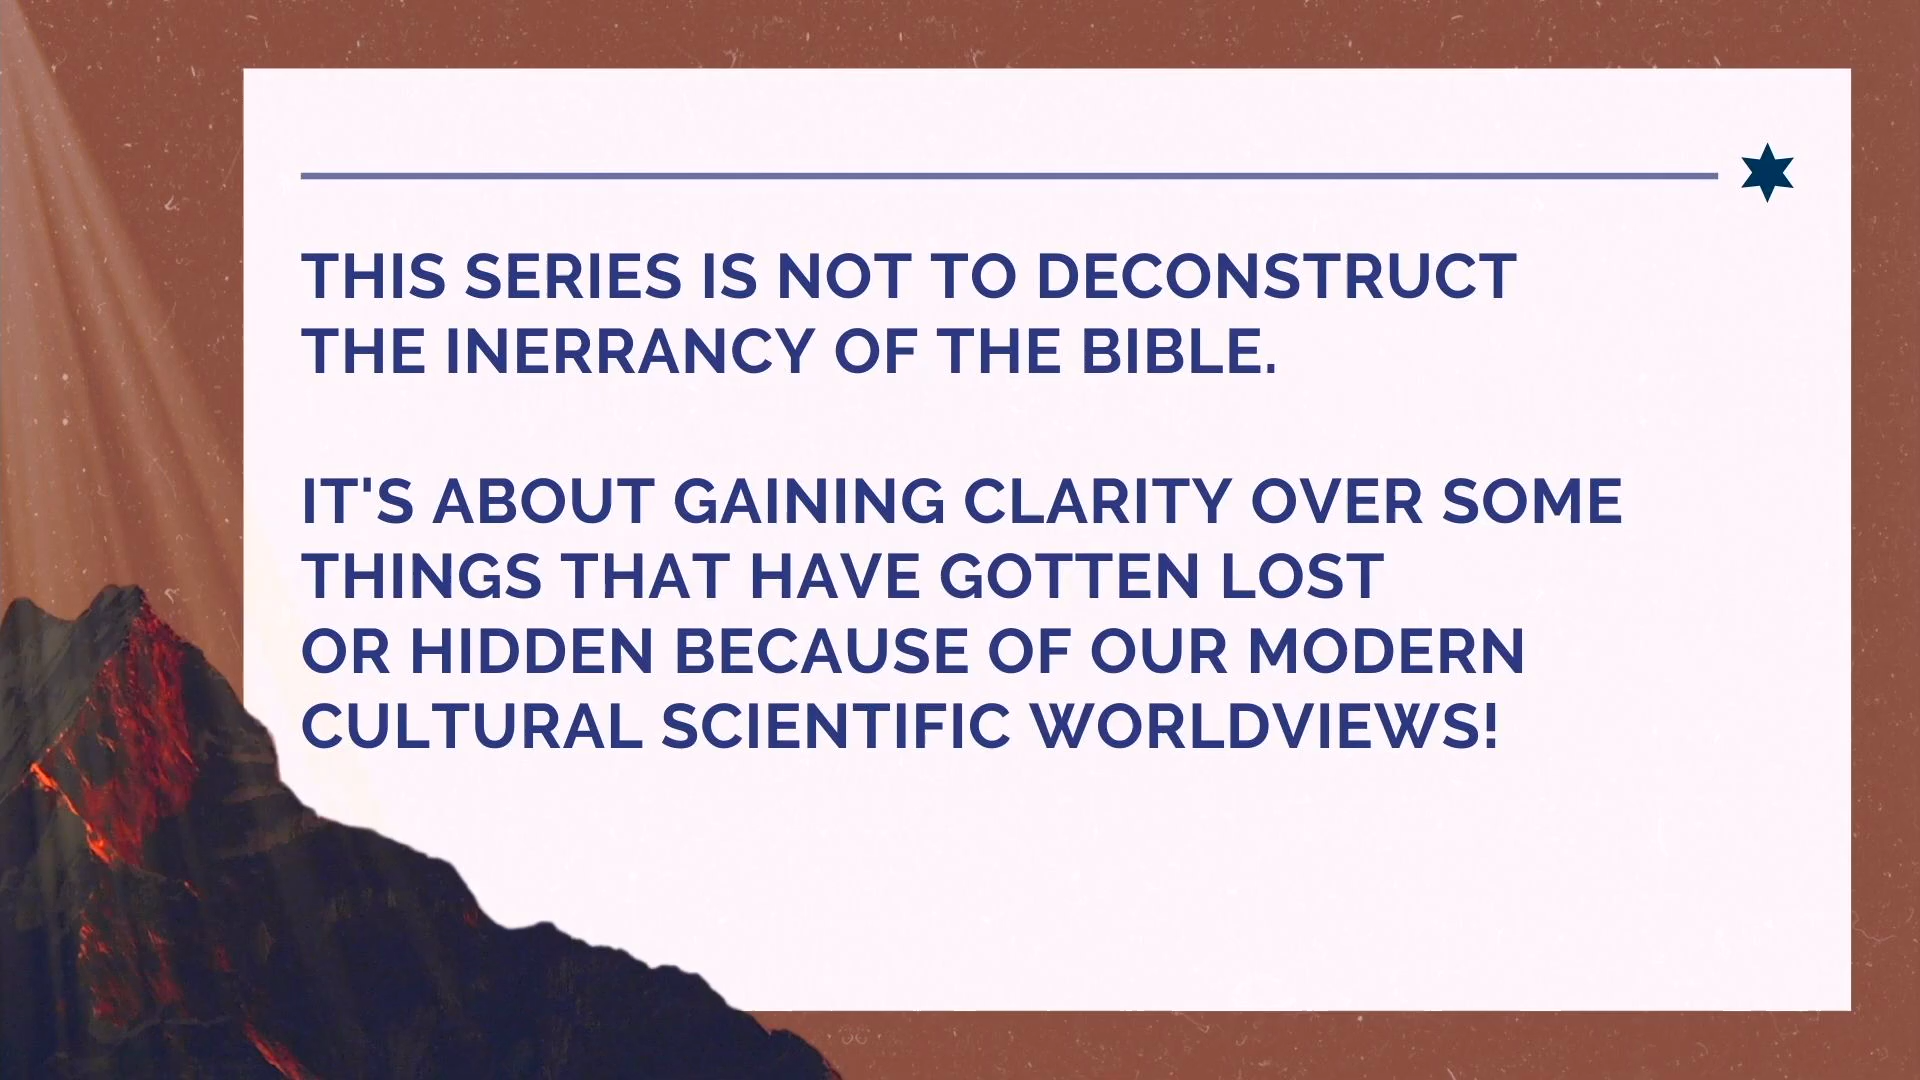 THIS SERIES IS NOT TO DECONSTRUCT
THE INERRANCY OF THE BIBLE.
IT'S ABOUT GAINING CLARITY OVER SOME
THINGS THAT HAVE GOTTEN LOST
OR HIDDEN BECAUSE OF OUR MODERN
CULTURAL SCIENTIFIC WORLDVIEWS!